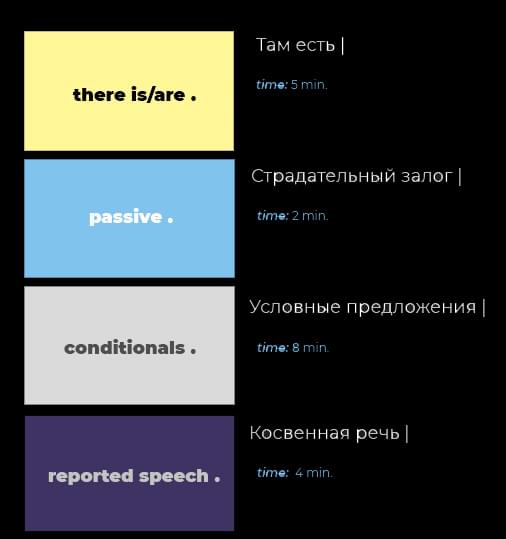 there is/are .
Там есть |
time: 5 min.
passive .
Страдательный залог |
time: 2 min.
conditionals .
Условные предложения |
time: 8 min.
reported speech .
Косвенная речь |
time: 4 min.